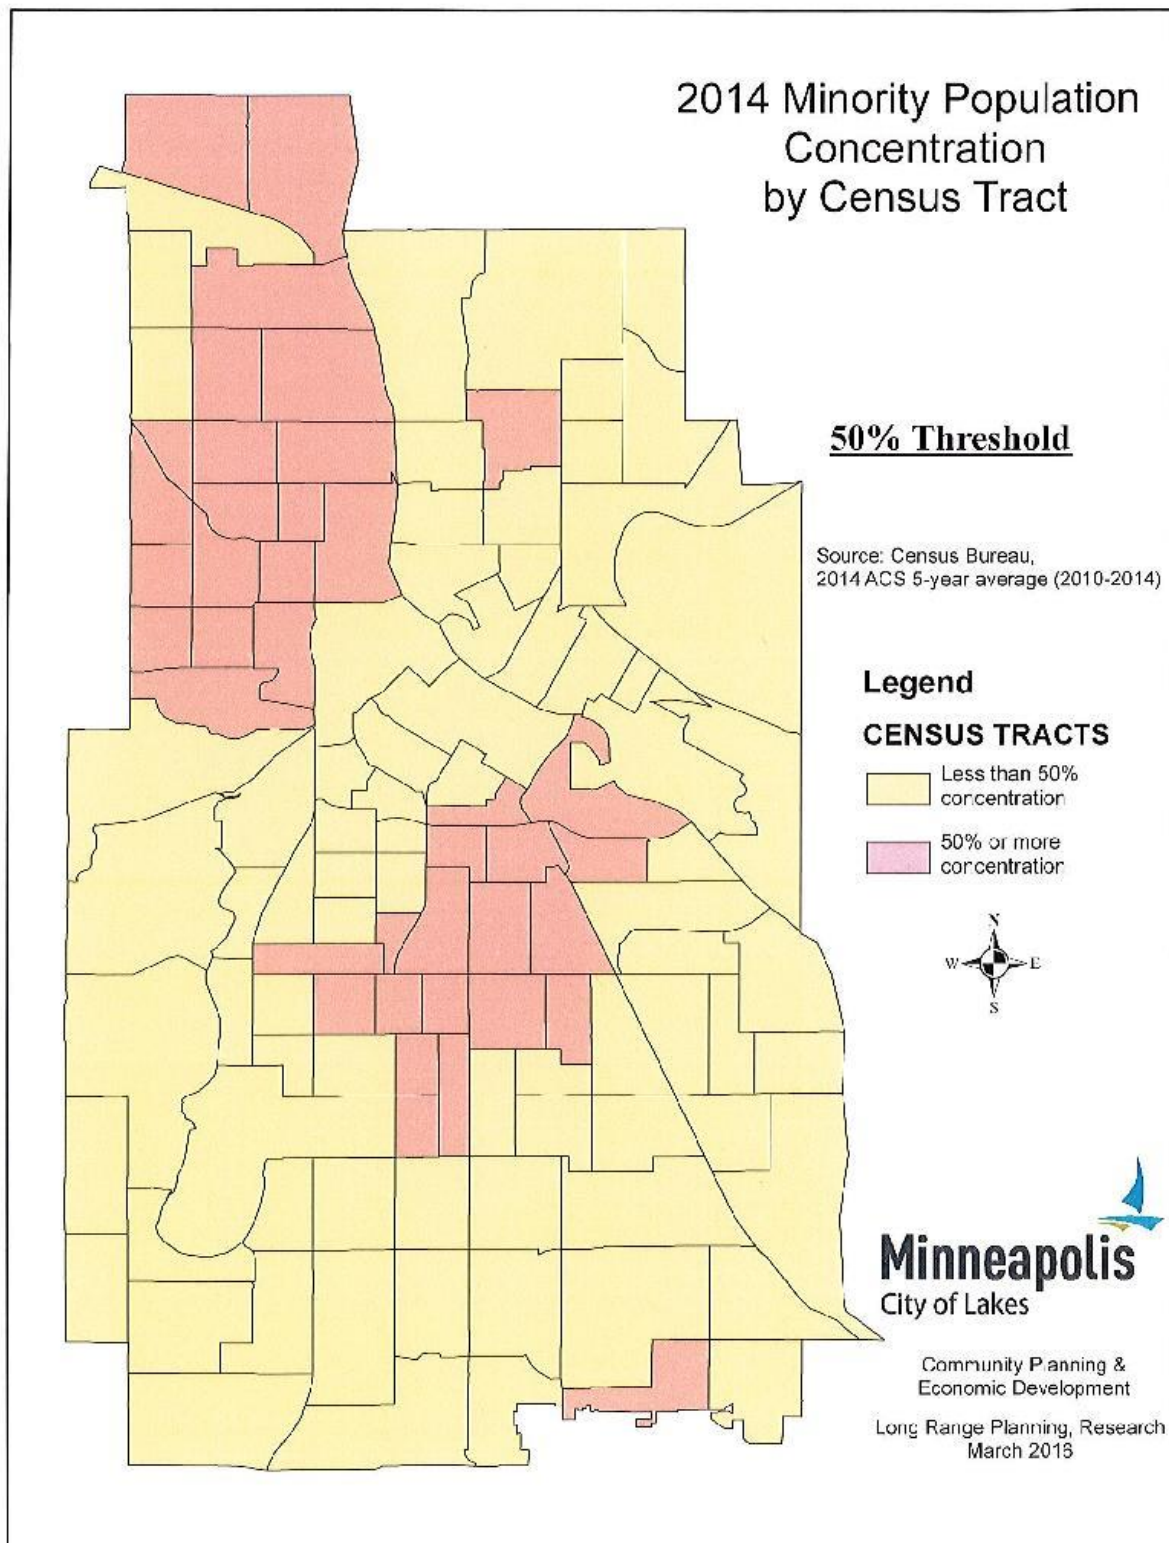 2014 Minority Population
Concentration
by Census Tract
50% Threshold
Source: Census Bureau,
2014 ACS 5-year average (2010-2014)
Legend
CENSUS TRACTS
Less than 50%
concentration
50% or more
concentration
N
W E
S
Minneapolis
City of Lakes
Community Planning &
Economic Development
Long Range Planning, Research
March 2016